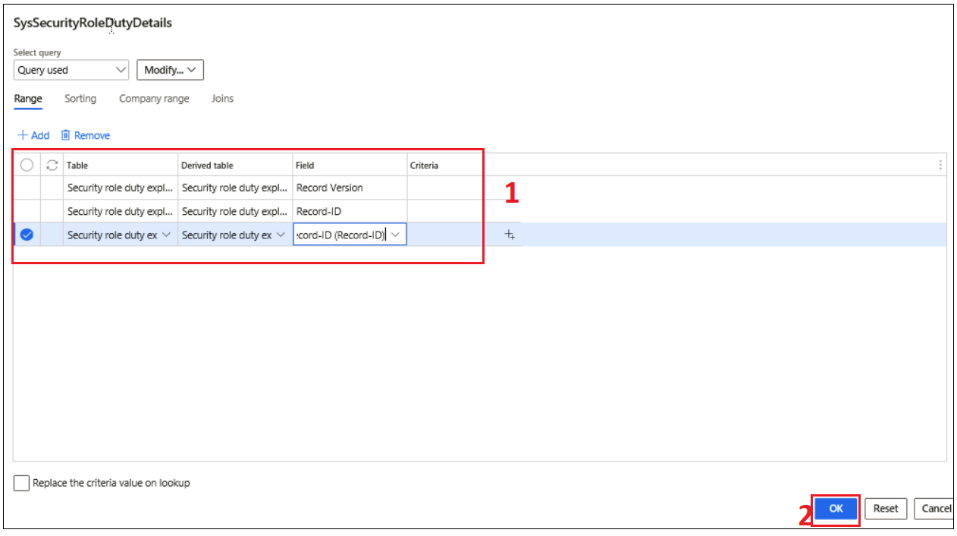 SysSecurityRoleDutyDetails
Select query
Query used Modify...
Range Sorting Company range Joins
+ Add Remove
Table Derived table Field Criteria
Security role duty expl... Security role duty expl... Record Version
1
Security role duty expl... Security role duty expl... Record-ID
Security role duty ex Security role duty ex :cord-ID (Record-ID)
Replace the criteria value on lookup
2 OK Reset Cancel